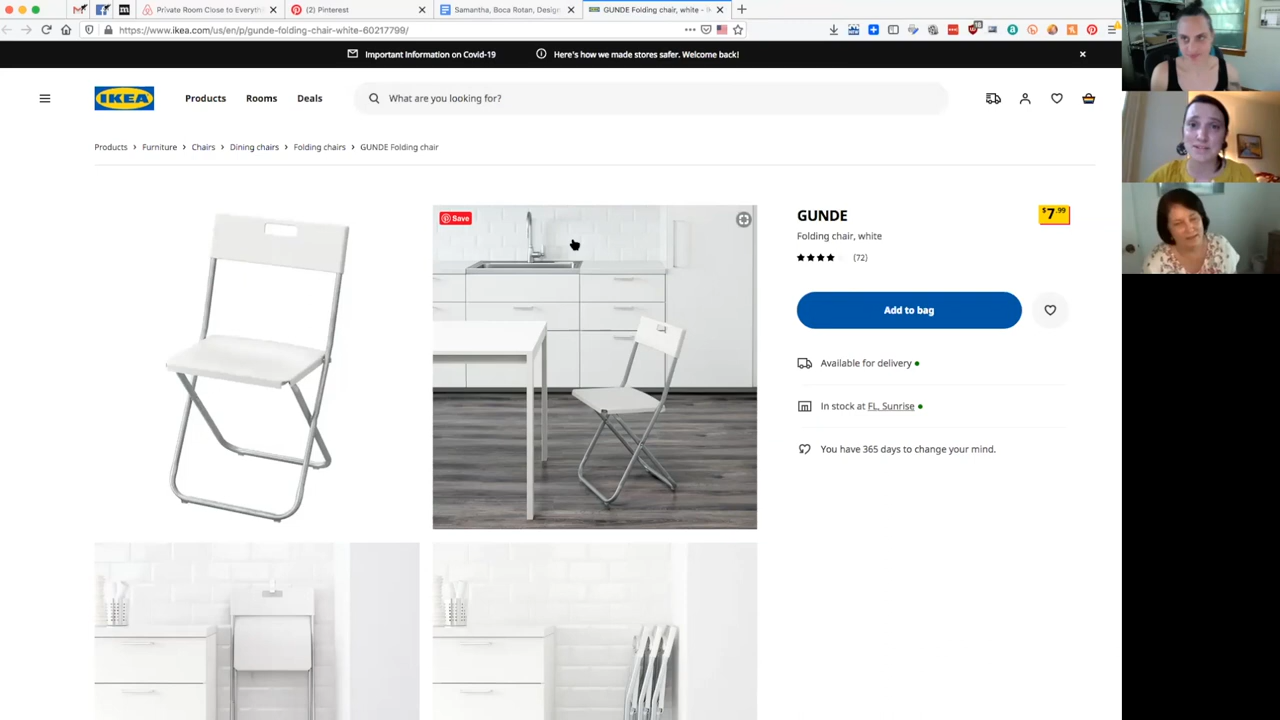 Private Room Close to Everythi
(2) Pinterest
Samantha, Boca Rotan, Design
GUNDE Folding chair, white - I
https://www.ikea.com/us/en/p/gunde-folding-chair-white-60217799/
Important Information on Covid-19
Here's how we made stores safer. Welcome back!
IKEA
Products
Rooms
Deals
What are you looking for?
Products > Furniture > Chairs > Dining chairs > Folding chairs > GUNDE Folding chair
Save
GUNDE
$7.99
Folding chair, white
(72)
Add to bag
Available for delivery
In stock at FL, Sunrise
You have 365 days to change your mind.